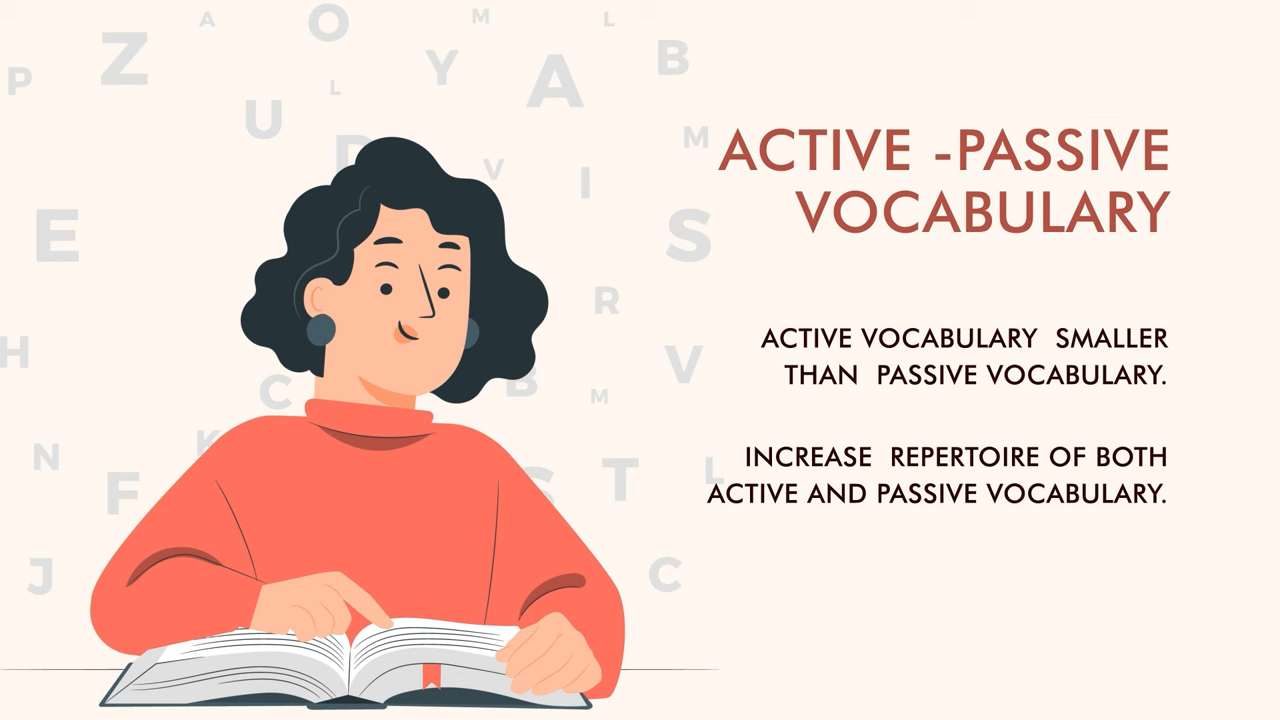 A
O
M
L
Z
Y
B
P
L
A
U
M
D
V
I
E
S
R
H
V
C
B
M
K
N
F
S
T
L
J
C
ACTIVE -PASSIVE
VOCABULARY
ACTIVE VOCABULARY  SMALLER
THAN  PASSIVE VOCABULARY.
INCREASE  REPERTOIRE OF BOTH
ACTIVE AND PASSIVE VOCABULARY.